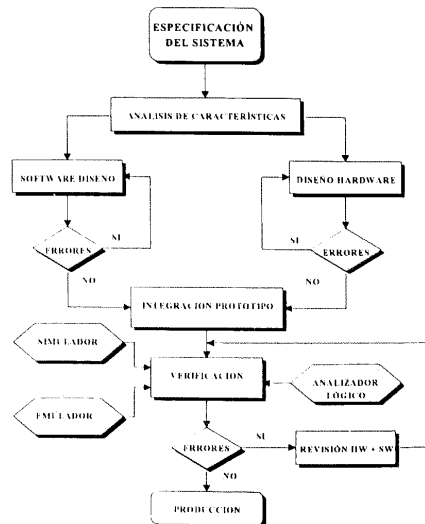 ESPECIFICACIÓN
DEL SISTEMA
ANALISIS DE CARACTERÍSTICAS
SOFTWARE DISEÑO
DISEÑO HARDWARE
ERRORES
SI
SI
ERRORES
NO
NO
INTEGRACION PROTOTIPO
SIMULADOR
VERIFICACION
ANALIZADOR
LÓGICO
EMULADOR
ERRORES
SI
REVISIÓN HW + SW
NO
PRODUCCION